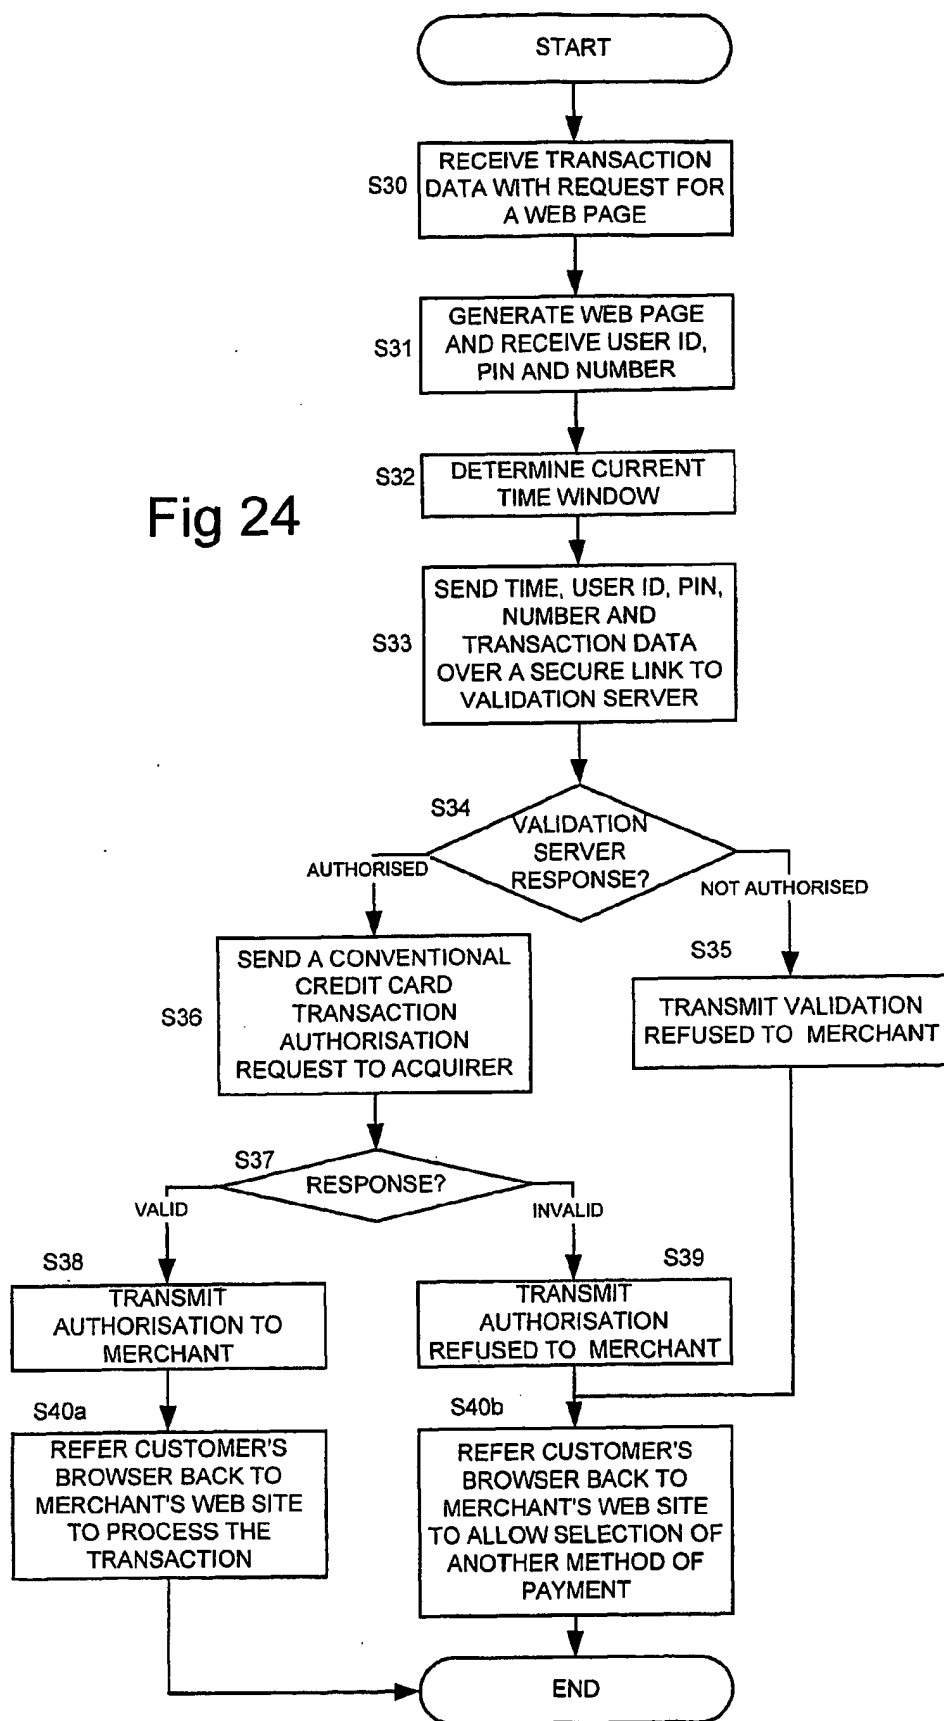 START
S30
RECEIVE TRANSACTION
DATA WITH REQUEST FOR
A WEB PAGE
S31
GENERATE WEB PAGE
AND RECEIVE USER ID,
PIN AND NUMBER
S32
DETERMINE CURRENT
TIME WINDOW
Fig 24
S33
SEND TIME, USER ID, PIN,
NUMBER AND
TRANSACTION DATA
OVER A SECURE LINK TO
VALIDATION SERVER
S34
VALIDATION
SERVER
RESPONSE?
AUTHORISED
NOT AUTHORISED
S36
SEND A CONVENTIONAL
CREDIT CARD
TRANSACTION
AUTHORISATION
REQUEST TO ACQUIRER
S35
TRANSMIT VALIDATION
REFUSED TO MERCHANT
S37
RESPONSE?
VALID
INVALID
S38
TRANSMIT
AUTHORISATION TO
MERCHANT
S39
TRANSMIT
AUTHORISATION
REFUSED TO MERCHANT
S40a
REFER CUSTOMER'S
BROWSER BACK TO
MERCHANT'S WEB SITE
TO PROCESS THE
TRANSACTION
S40b
REFER CUSTOMER'S
BROWSER BACK TO
MERCHANT'S WEB SITE
TO ALLOW SELECTION OF
ANOTHER METHOD OF
PAYMENT
END